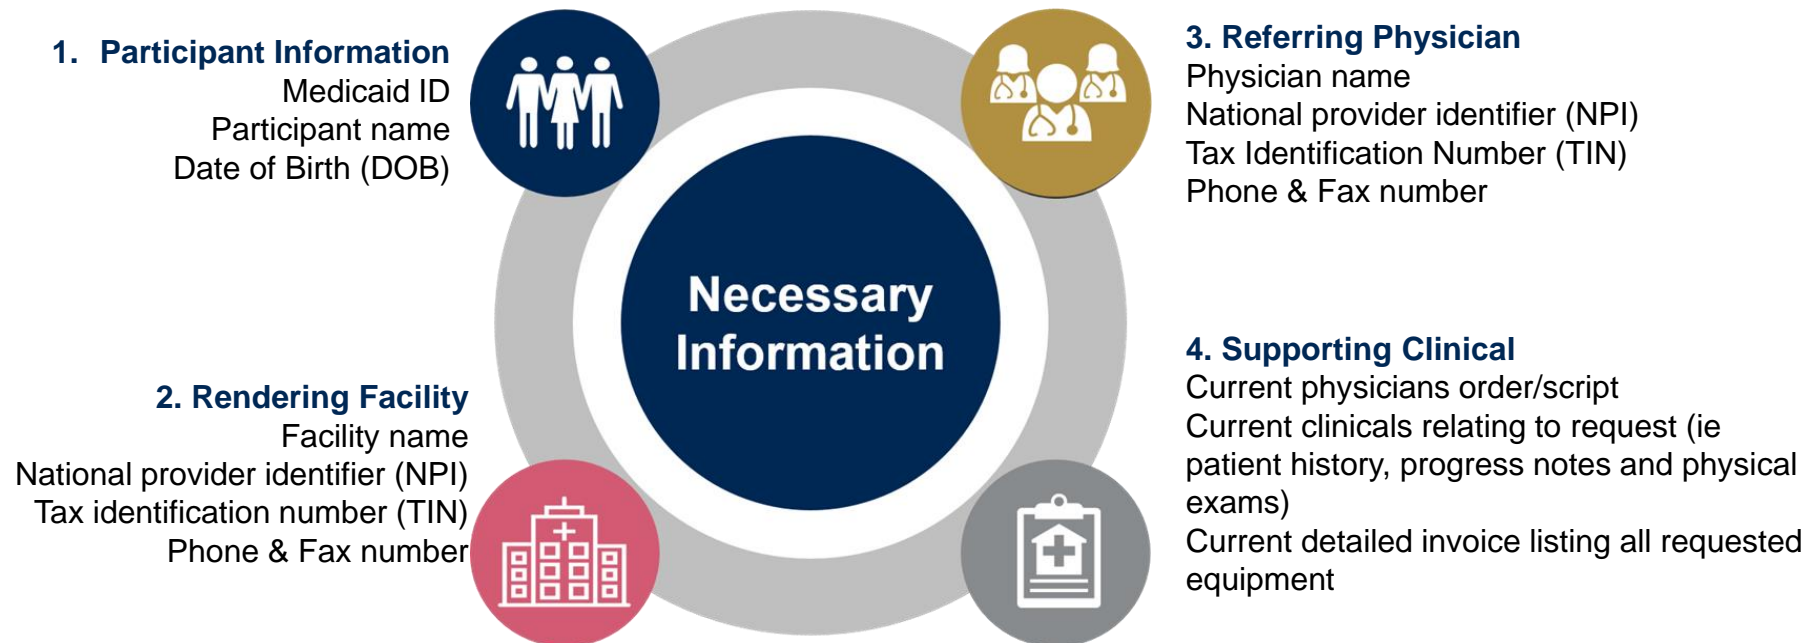 1. Participant Information
Medicaid ID
Participant name
Date of Birth (DOB)
2. Rendering Facility
Facility name
National provider identifier (NPI)
Tax identification number (TIN)
Phone & Fax number
Necessary
Information
3. Referring Physician
Physician name
National provider identifier (NPI)
Tax Identification Number (TIN)
Phone & Fax number
4. Supporting Clinical
Current physicians order/script
Current clinicals relating to request (ie
patient history, progress notes and physical
exams)
Current detailed invoice listing all requested
equipment